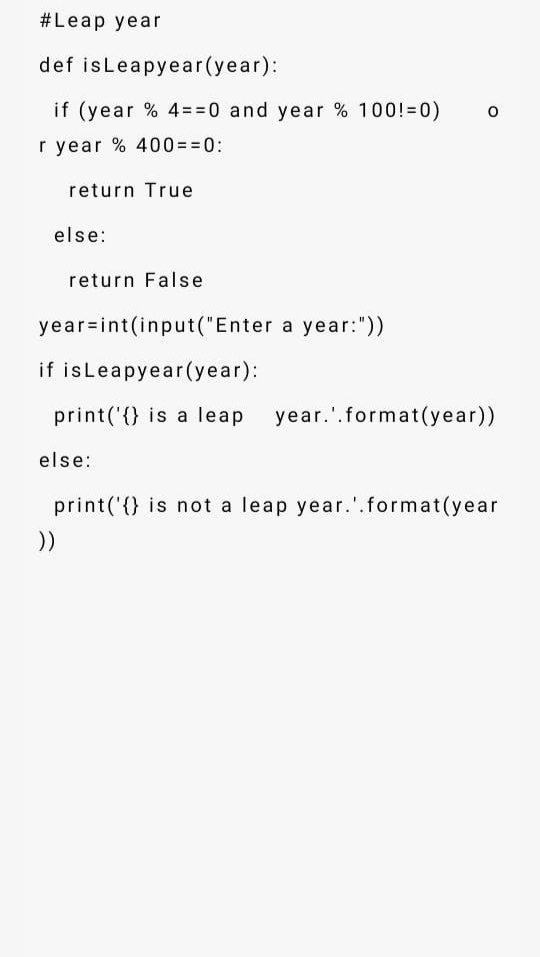 #Leap year
def isLeapyear(year):
  if (year % 4==0 and year % 100!=0)    o
r year % 400==0:
    return True
  else:
    return False
year=int(input("Enter a year:"))
if isLeapyear(year):
  print('{} is a leap   year.'.format(year))
else:
  print('{} is not a leap year.'.format(year
))